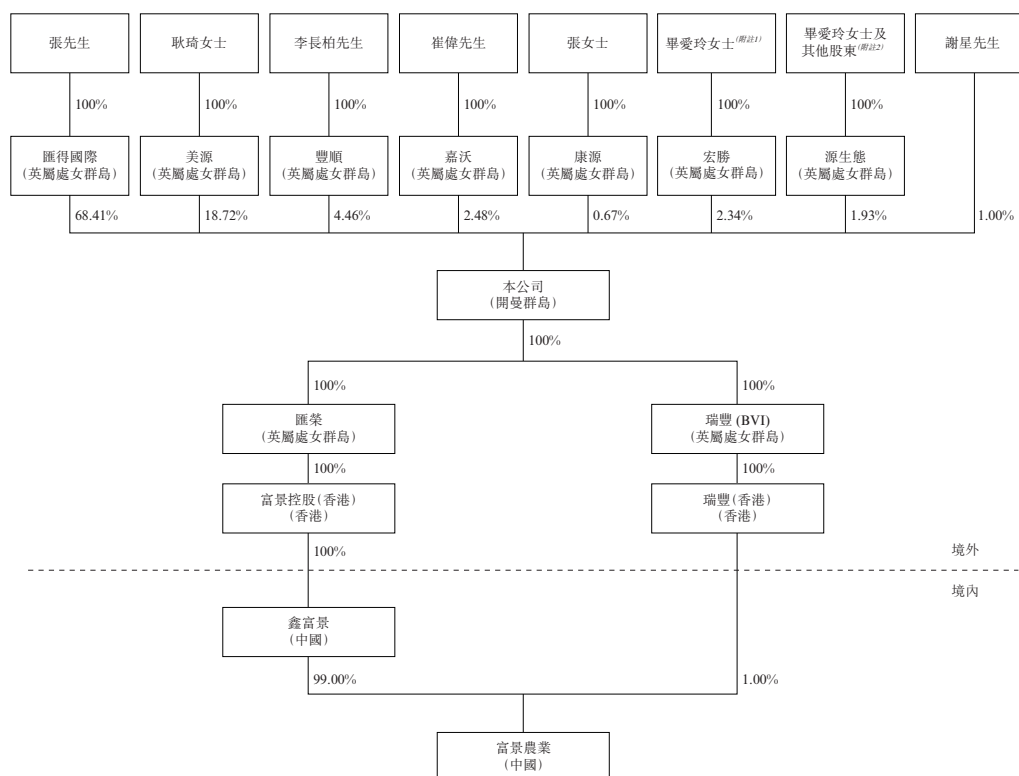 張先生
耿琦女士
李長柏先生
崔偉先生
張女士
畢愛玲女士(附註1)
畢愛玲女士及
其他股東(附註2)
謝星先生
100%
100%
100%
100%
100%
100%
100%
匯得國際
(英屬處女群島)
美源
(英屬處女群島)
豐順
(英屬處女群島)
嘉沃
(英屬處女群島)
康源
(英屬處女群島)
宏勝
(英屬處女群島)
源生態
(英屬處女群島)
68.41%
18.72%
4.46%
2.48%
0.67%
2.34%
1.93%
1.00%
本公司
(開曼群島)
100%
100%
100%
匯榮
(英屬處女群島)
瑞豐(BVI)
(英屬處女群島)
100%
100%
富景控股(香港)
(香港)
瑞豐(香港)
(香港)
100%
境外
境內
鑫富景
(中國)
99.00%
1.00%
富景農業
(中國)